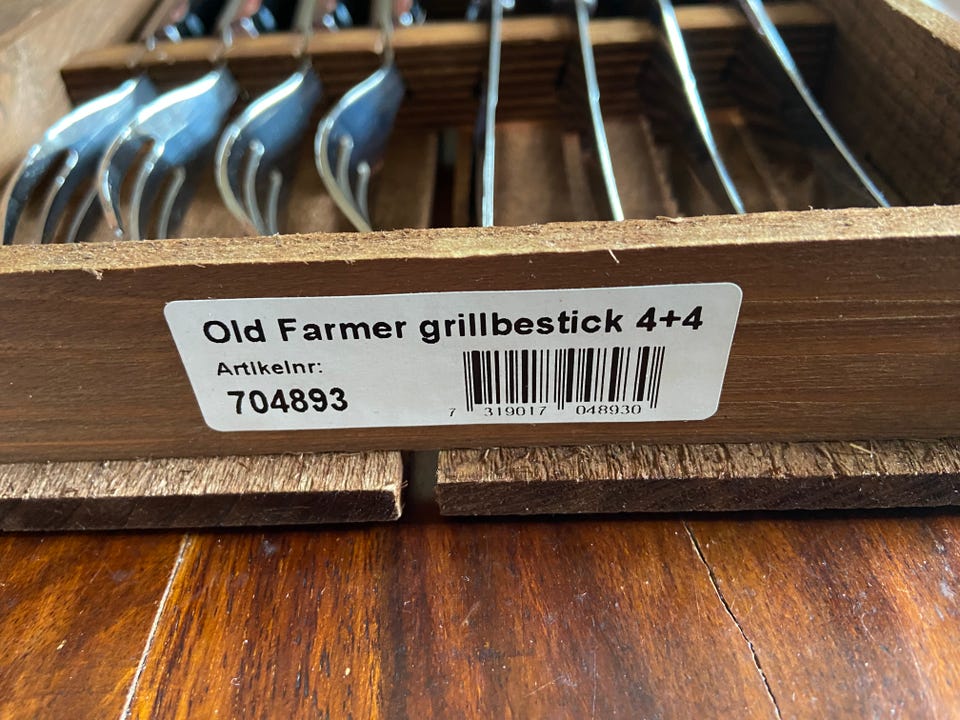 Old Farmer grillbestick 4+4
Artikelnr:
704893
7 319017 048930